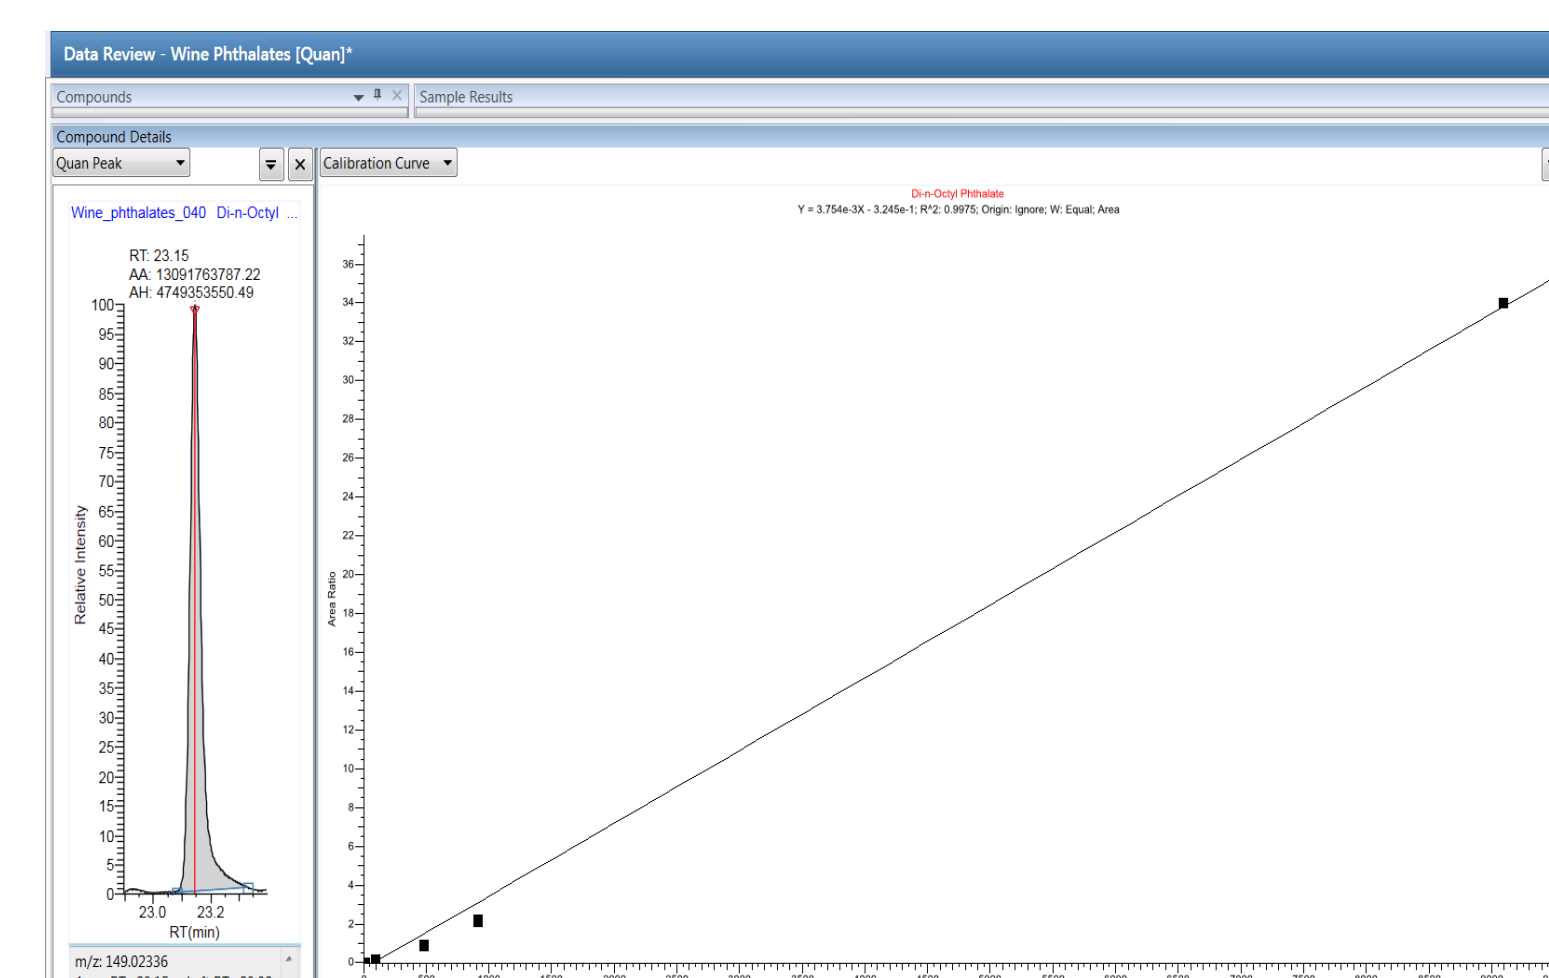 Data Review - Wine Phthalates [Quan]*
Compounds
Sample Results
Compound Details
Quan Peak
Calibration Curve
Wine_phthalates_040 Di-n-Octyl ...
RT: 23.15
AA: 13091763787.22
AH: 4749353550.49
100
95
90
85
80
75
70
65
60
55
50
45
40
35
30
25
20
15
10
5
0
Relative Intensity
23.0 23.2
RT(min)
m/z: 149.02336
Di-n-Octyl Phthalate
Y = 3.754e-3X - 3.245e-1; R^2: 0.9975; Origin: Ignore; W: Equal; Area
36
34
32
30
28
26
24
22
20
18
16
14
12
10
8
6
4
2
0
Area Ratio